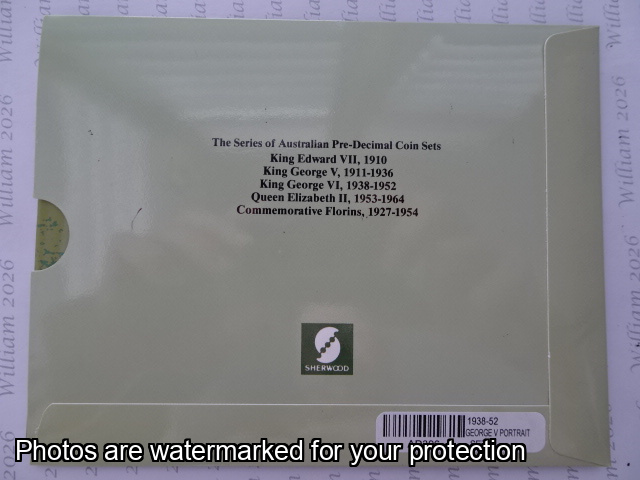 The Series of Australian Pre-Decimal Coin Sets
King Edward VII, 1910
King George V, 1911-1936
King George VI, 1938-1952
Queen Elizabeth II, 1953-1964
Commemorative Florins, 1927-1954
SHERWOOD
1938-52
GEORGE V PORTRAIT
Photos are watermarked for your protection
William 2026